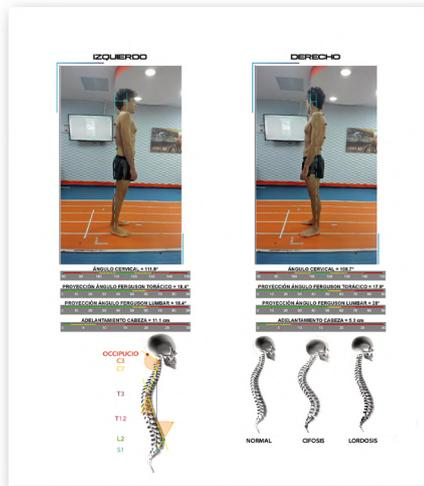 IZQUIERDO
DERECHO
ÁNGULO CERVICAL = 111.8°
ÁNGULO CERVICAL = 108.7°
PROYECCIÓN ÁNGULO FERGUSON TORÁCICO = 18.4°
PROYECCIÓN ÁNGULO FERGUSON TORÁCICO = 17.9°
PROYECCIÓN ÁNGULO FERGUSON LUMBAR = 18.4°
PROYECCIÓN ÁNGULO FERGUSON LUMBAR = 28°
ADELANTAMIENTO CABEZA = 11.1 cm
ADELANTAMIENTO CABEZA = 5.3 cm
OCCIPUCIO
C3
C7
T3
T12
L2
S1
NORMAL
CIFOSIS
LORDOSIS